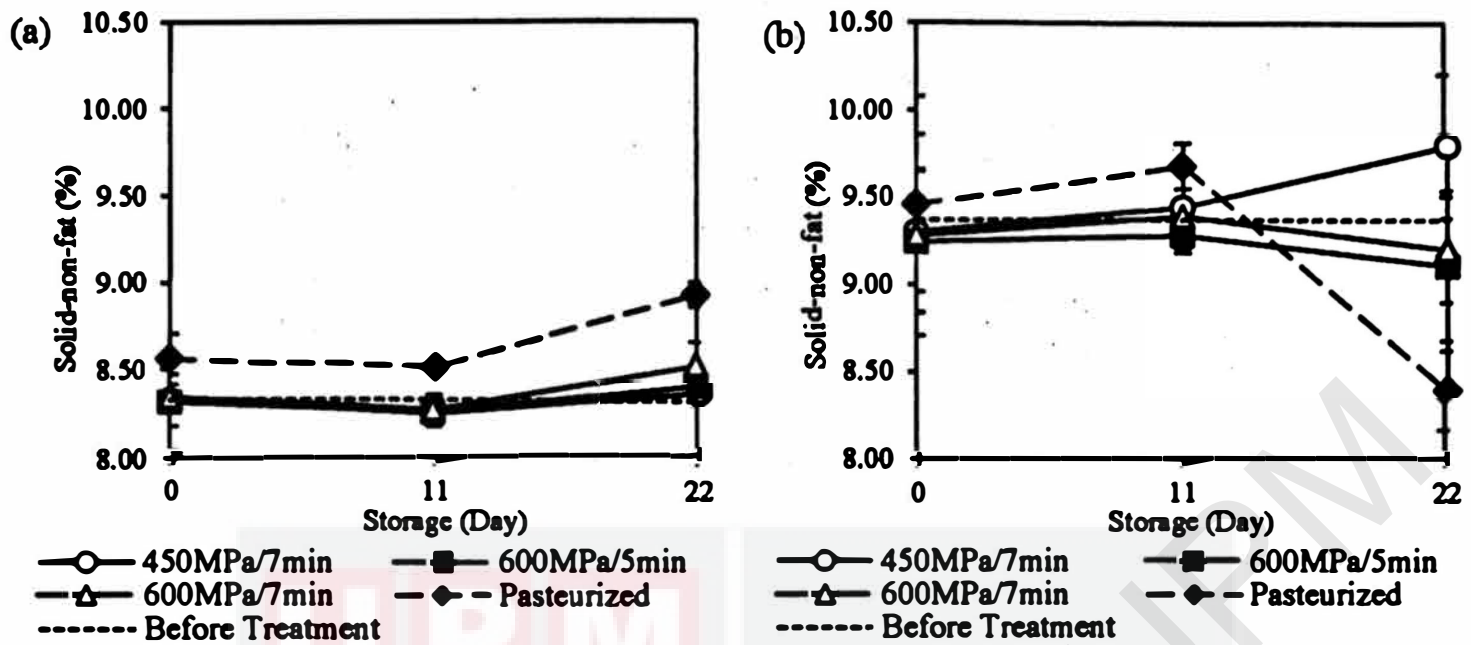 (a)
10.50
10.00
9.50
9.00
8.50
8.00
Solid-non-fat (%)
0 11 22
Storage (Day)
450MPa/7min 600MPa/5min
600MPa/7min Pasteurized
Before Treatment
(b)
10.50
10.00
9.50
9.00
8.50
8.00
Solid-non-fat (%)
0 11 22
Storage (Day)
450MPa/7min 600MPa/5min
600MPa/7min Pasteurized
Before Treatment
UPM